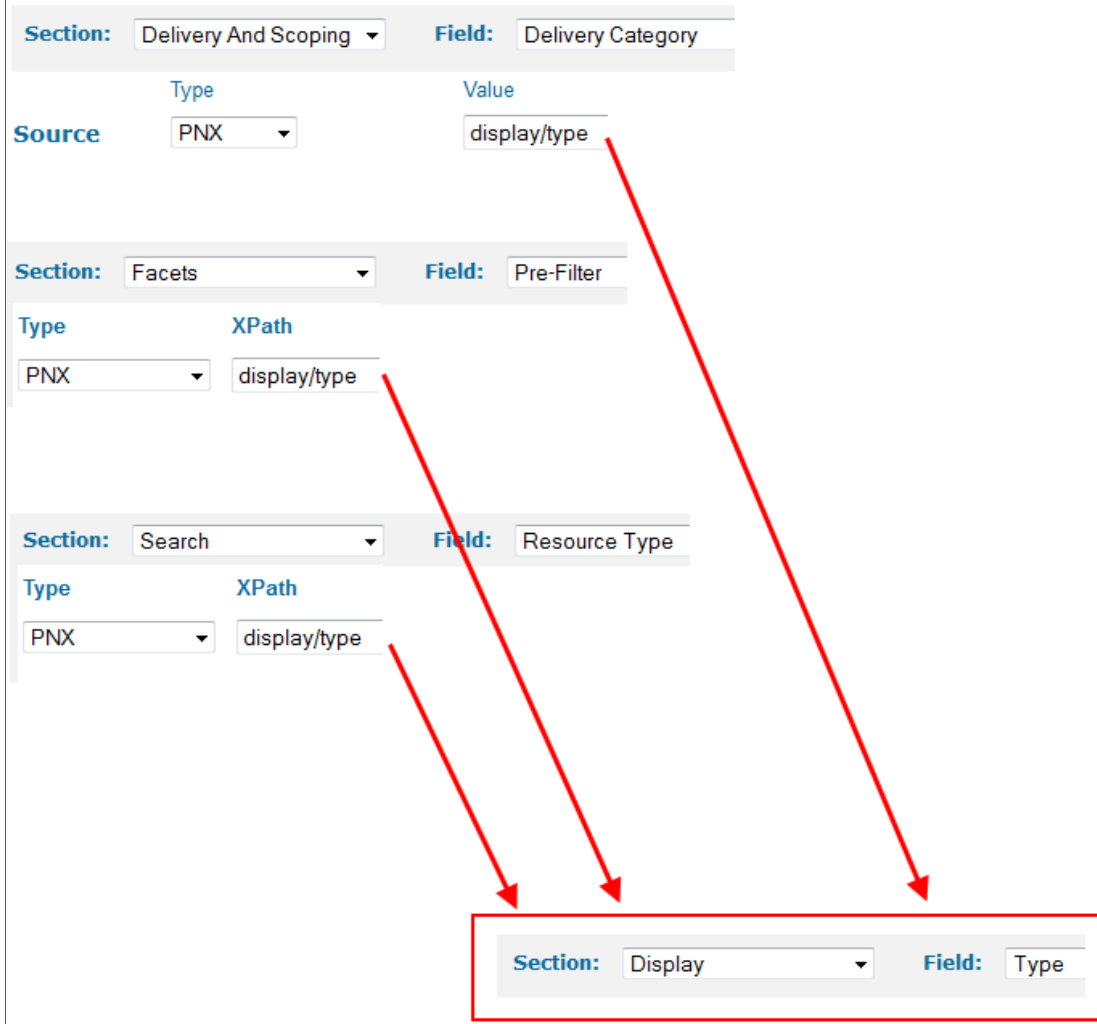 Section: Delivery And Scoping Field: Delivery Category
Type Value
Source PNX display/type
Section: Facets Field: Pre-Filter
Type XPath
PNX display/type
Section: Search Field: Resource Type
Type XPath
PNX display/type
Section: Display Field: Type